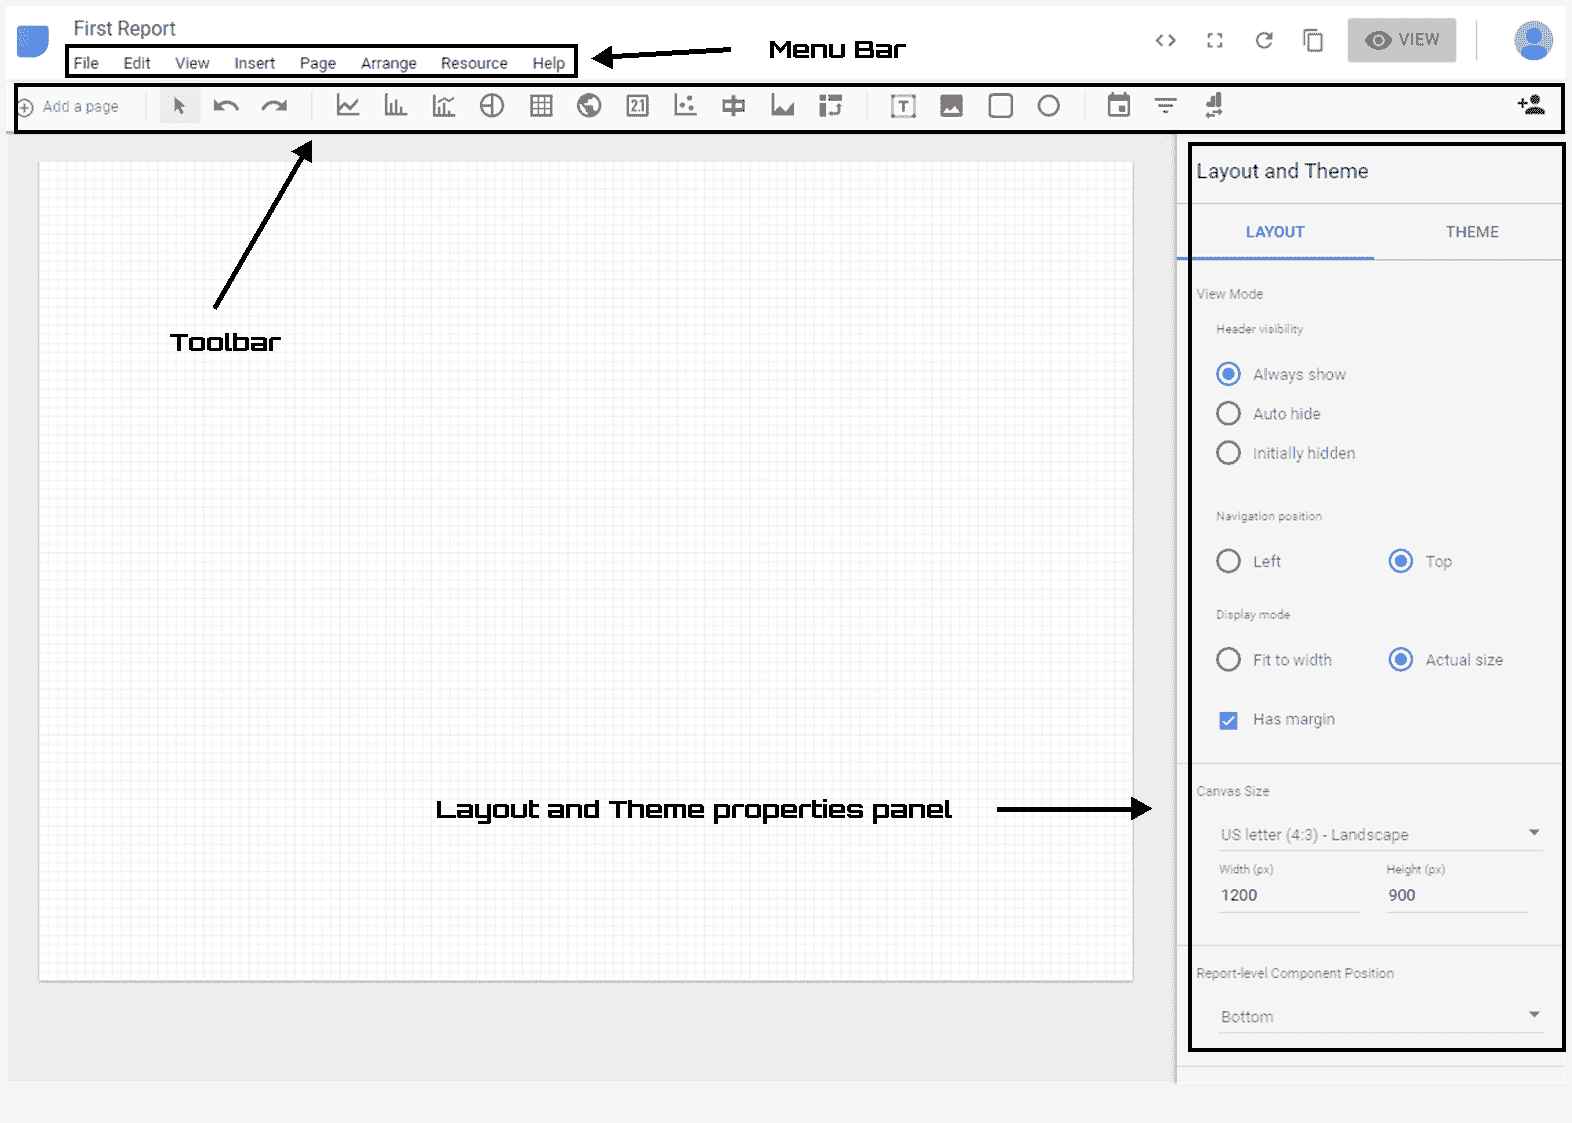 First Report
File Edit View Insert Page Arrange Resource Help
Menu Bar
VIEW
Add a page
2.1
T
Toolbar
Layout and Theme
LAYOUT THEME
View Mode
Header visibility
Always show
Auto hide
Initially hidden
Navigation position
Left Top
Display mode
Fit to width Actual size
Has margin
Layout and Theme properties panel
Canvas Size
US letter (4:3) - Landscape
Width (px) Height (px)
1200 900
Report-level Component Position
Bottom